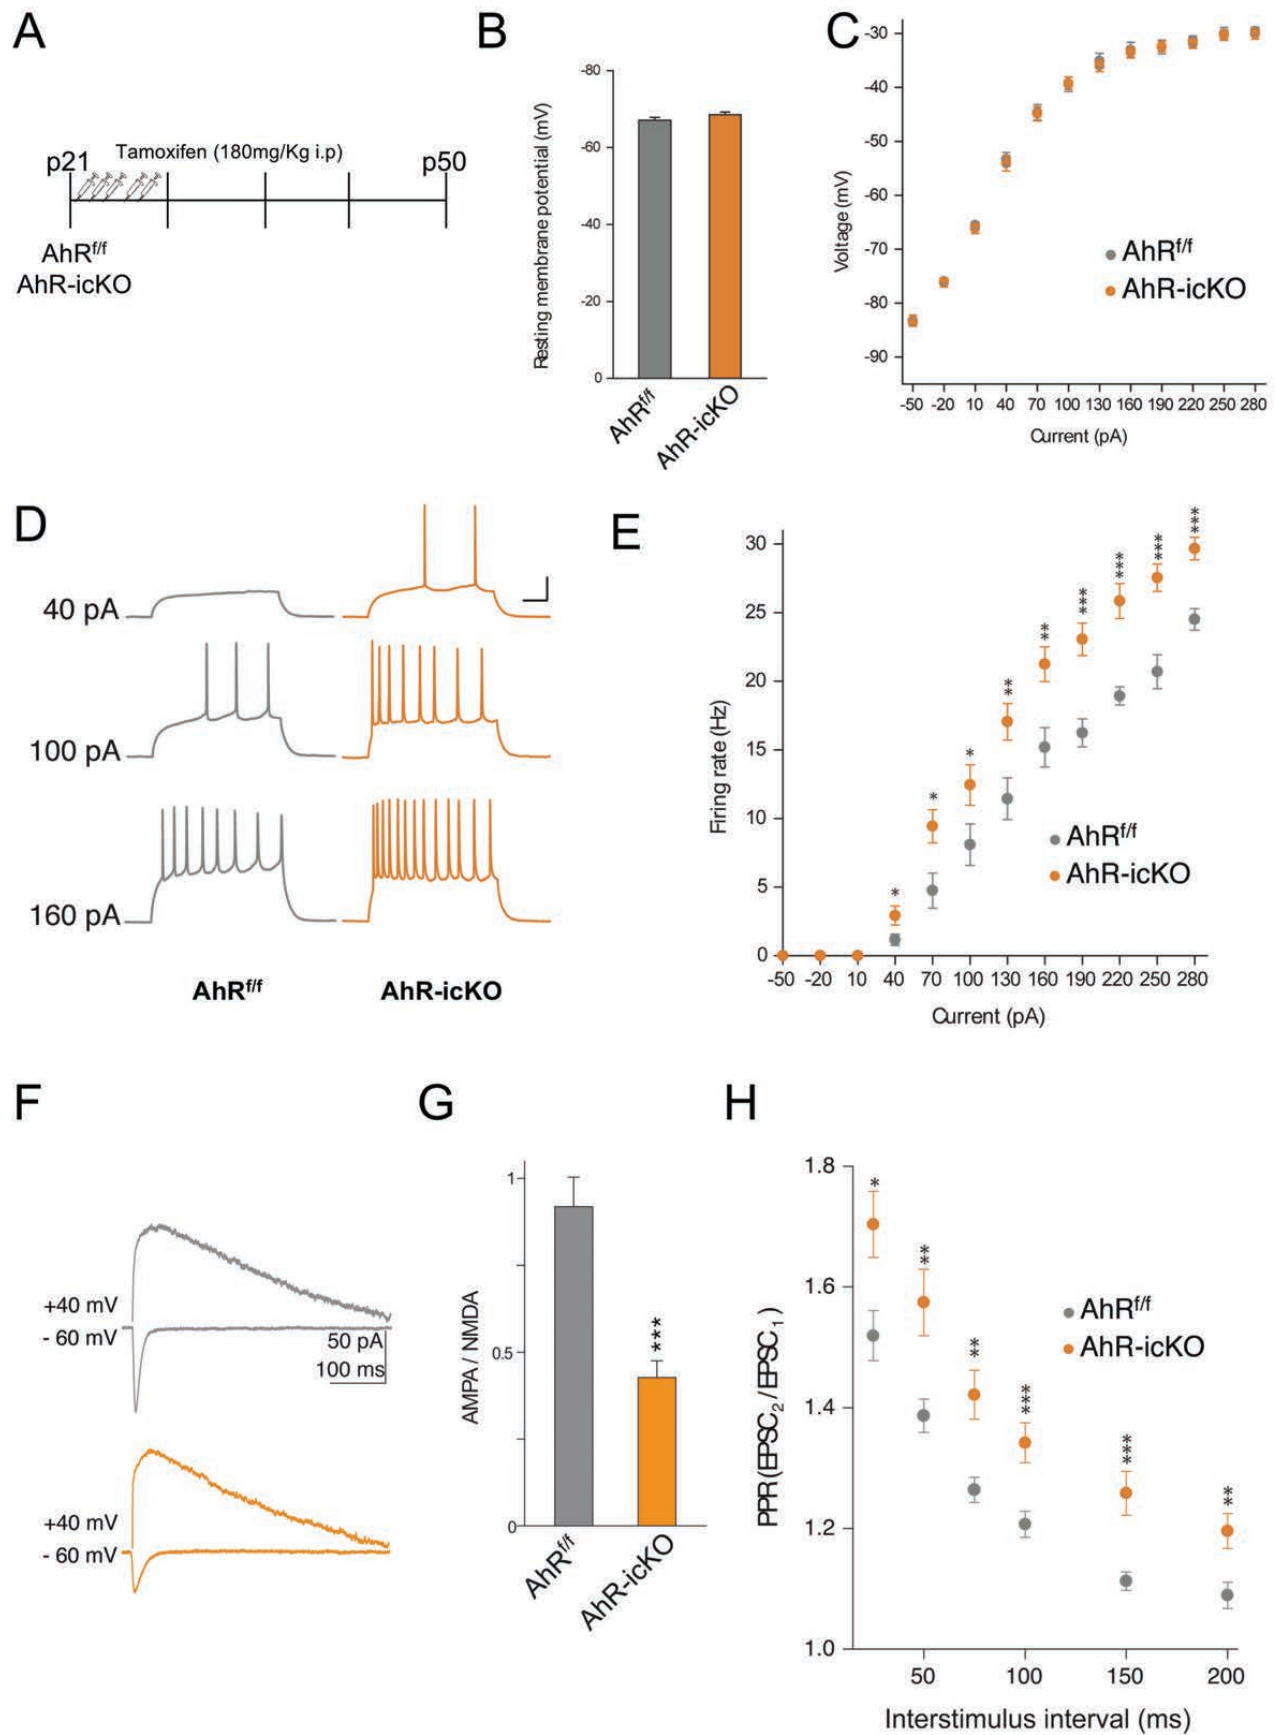 A
Tamoxifen (180mg/Kg i.p)
p21
p50
AhRf/f
AhR-icKO
B
Resting membrane potential (mV)
-80
-60
-40
-20
0
AhRf/f
AhR-icKO
C
Voltage (mV)
-30
-40
-50
-60
-70
-80
-90
AhRf/f
AhR-icKO
-50 -20 10 40 70 100 130 160 190 220 250 280
Current (pA)
D
40 pA
100 pA
160 pA
AhRf/f AhR-icKO
E
Firing rate (Hz)
30
25
20
15
10
5
0
* * * ** ** *** *** *** ***
AhRf/f
AhR-icKO
-50 -20 10 40 70 100 130 160 190 220 250 280
Current (pA)
F
+40 mV
- 60 mV
50 pA
100 ms
+40 mV
- 60 mV
G
AMPA / NMDA
1
0.5
0
***
AhRf/f
AhR-icKO
H
PPR (EPSC2 / EPSC1)
1.8
1.6
1.4
1.2
1.0
* ** ** *** *** **
AhRf/f
AhR-icKO
50 100 150 200
Interstimulus interval (ms)